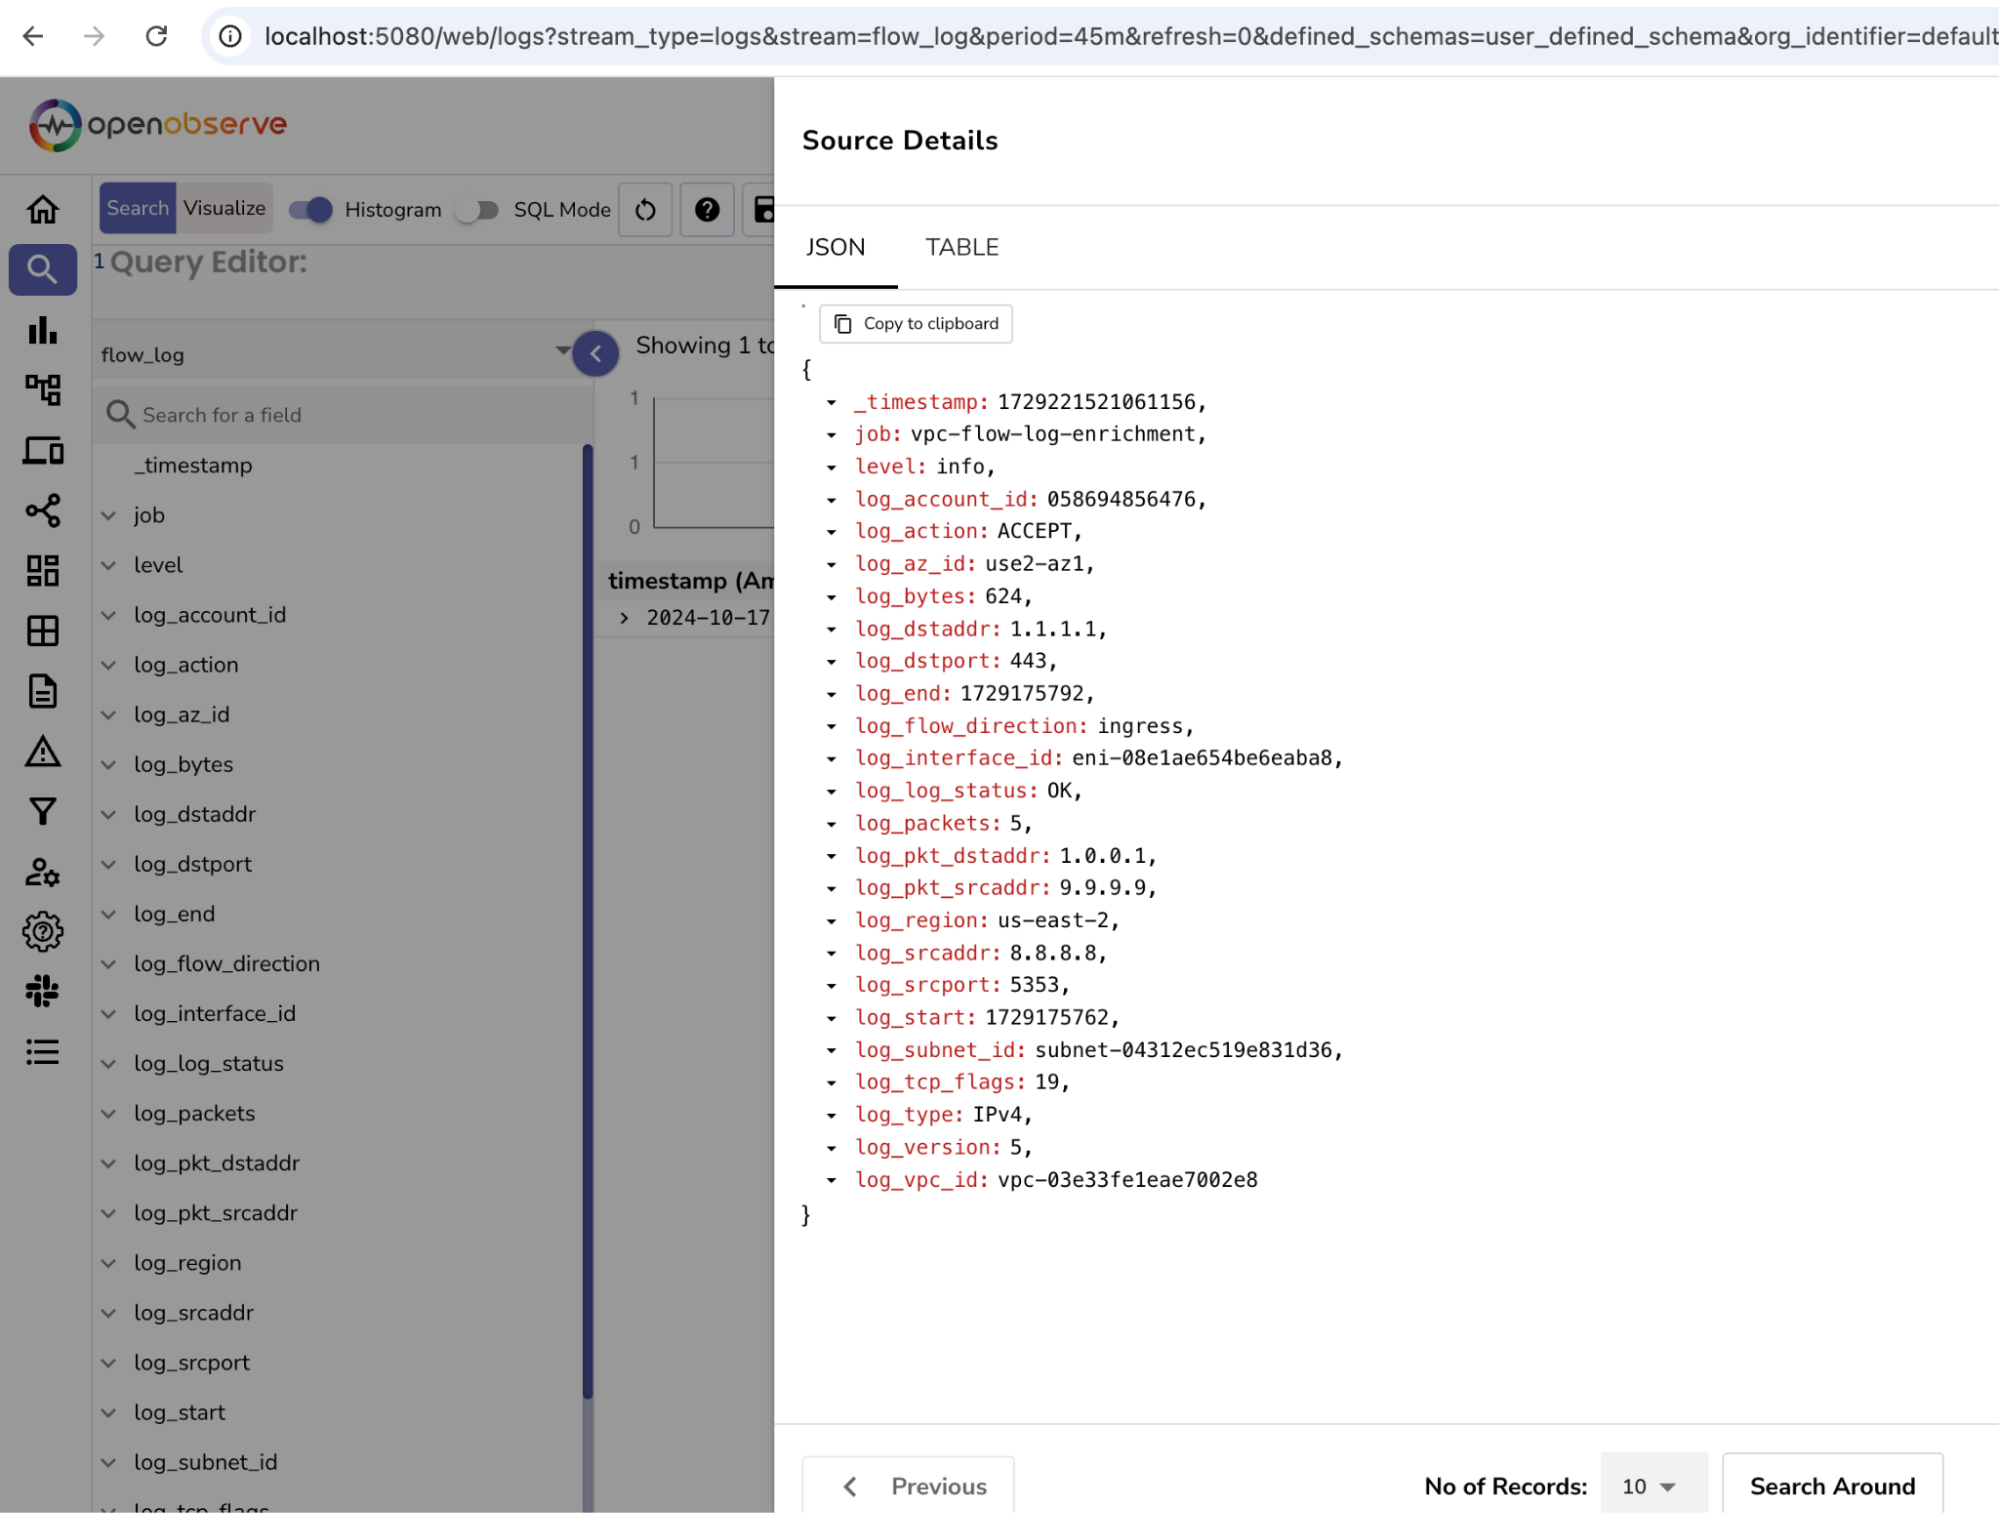 localhost:5080/web/logs?stream_type=logs&stream=flow_log&period=45m&refresh=0&defined_schemas=user_defined_schema&org_identifier=default
openobserve
Search Visualize Histogram SQL Mode
1 Query Editor:
flow_log
Search for a field
_timestamp
job
level
log_account_id
log_action
log_az_id
log_bytes
log_dstaddr
log_dstport
log_end
log_flow_direction
log_interface_id
log_log_status
log_packets
log_pkt_dstaddr
log_pkt_srcaddr
log_region
log_srcaddr
log_srcport
log_start
log_subnet_id
log_tcp_flags
Showing 1 to
1
1
0
timestamp (Am
2024-10-17
Source Details
JSON TABLE
Copy to clipboard
{
_timestamp: 1729221521061156,
job: vpc-flow-log-enrichment,
level: info,
log_account_id: 058694856476,
log_action: ACCEPT,
log_az_id: use2-az1,
log_bytes: 624,
log_dstaddr: 1.1.1.1,
log_dstport: 443,
log_end: 1729175792,
log_flow_direction: ingress,
log_interface_id: eni-08e1ae654be6eaba8,
log_log_status: OK,
log_packets: 5,
log_pkt_dstaddr: 1.0.0.1,
log_pkt_srcaddr: 9.9.9.9,
log_region: us-east-2,
log_srcaddr: 8.8.8.8,
log_srcport: 5353,
log_start: 1729175762,
log_subnet_id: subnet-04312ec519e831d36,
log_tcp_flags: 19,
log_type: IPv4,
log_version: 5,
log_vpc_id: vpc-03e33fe1eae7002e8
}
Previous
No of Records: 10 Search Around